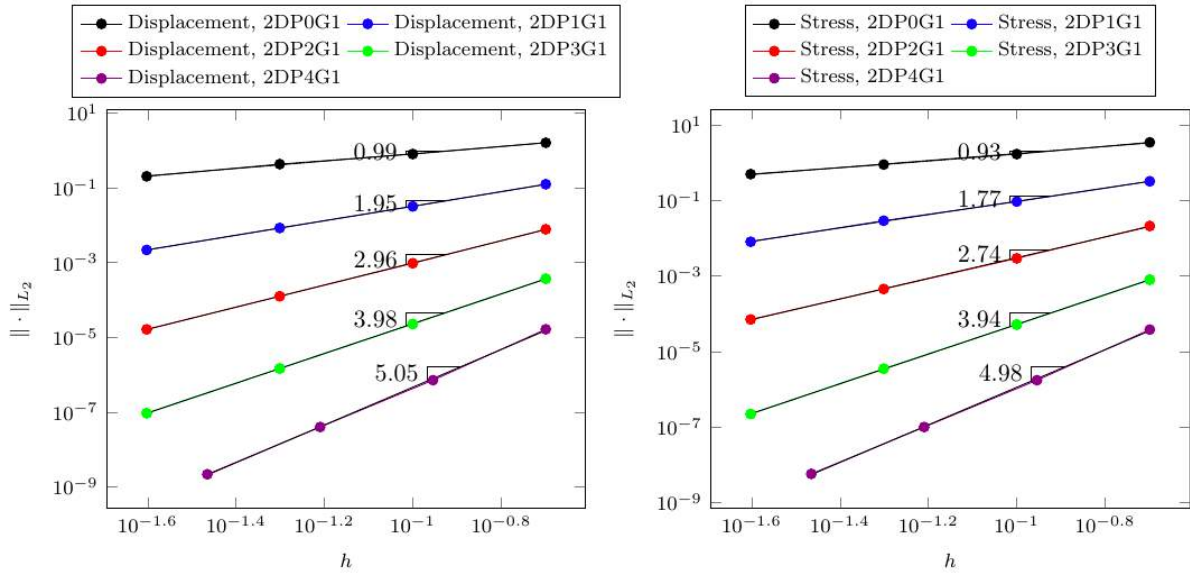 Displacement, 2DP0G1 Displacement, 2DP1G1
Displacement, 2DP2G1 Displacement, 2DP3G1
Displacement, 2DP4G1
10^1
10^-1
10^-3
10^-5
10^-7
10^-9
‖ · ‖_{L_2}
0.99
1.95
2.96
3.98
5.05
10^-1.6 10^-1.4 10^-1.2 10^-1 10^-0.8
h
Stress, 2DP0G1 Stress, 2DP1G1
Stress, 2DP2G1 Stress, 2DP3G1
Stress, 2DP4G1
10^1
10^-1
10^-3
10^-5
10^-7
10^-9
‖ · ‖_{L_2}
0.93
1.77
2.74
3.94
4.98
10^-1.6 10^-1.4 10^-1.2 10^-1 10^-0.8
h